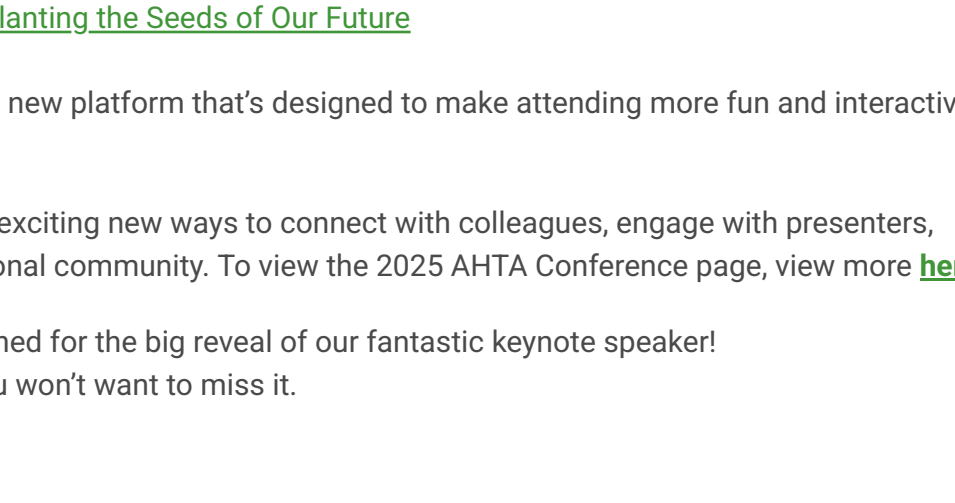 lanting the Seeds of Our Future
new platform that's designed to make attending more fun and interactiv
exciting new ways to connect with colleagues, engage with presenters,
onal community. To view the 2025 AHTA Conference page, view more her
ned for the big reveal of our fantastic keynote speaker!
u won't want to miss it.